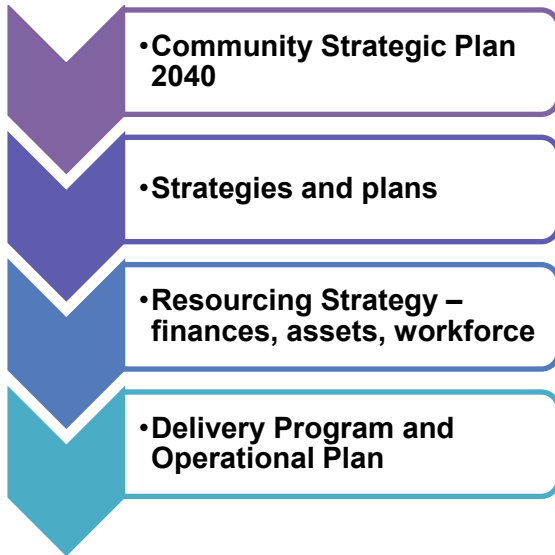 •Community Strategic Plan
2040
•Strategies and plans
•Resourcing Strategy –
finances, assets, workforce
•Delivery Program and
Operational Plan